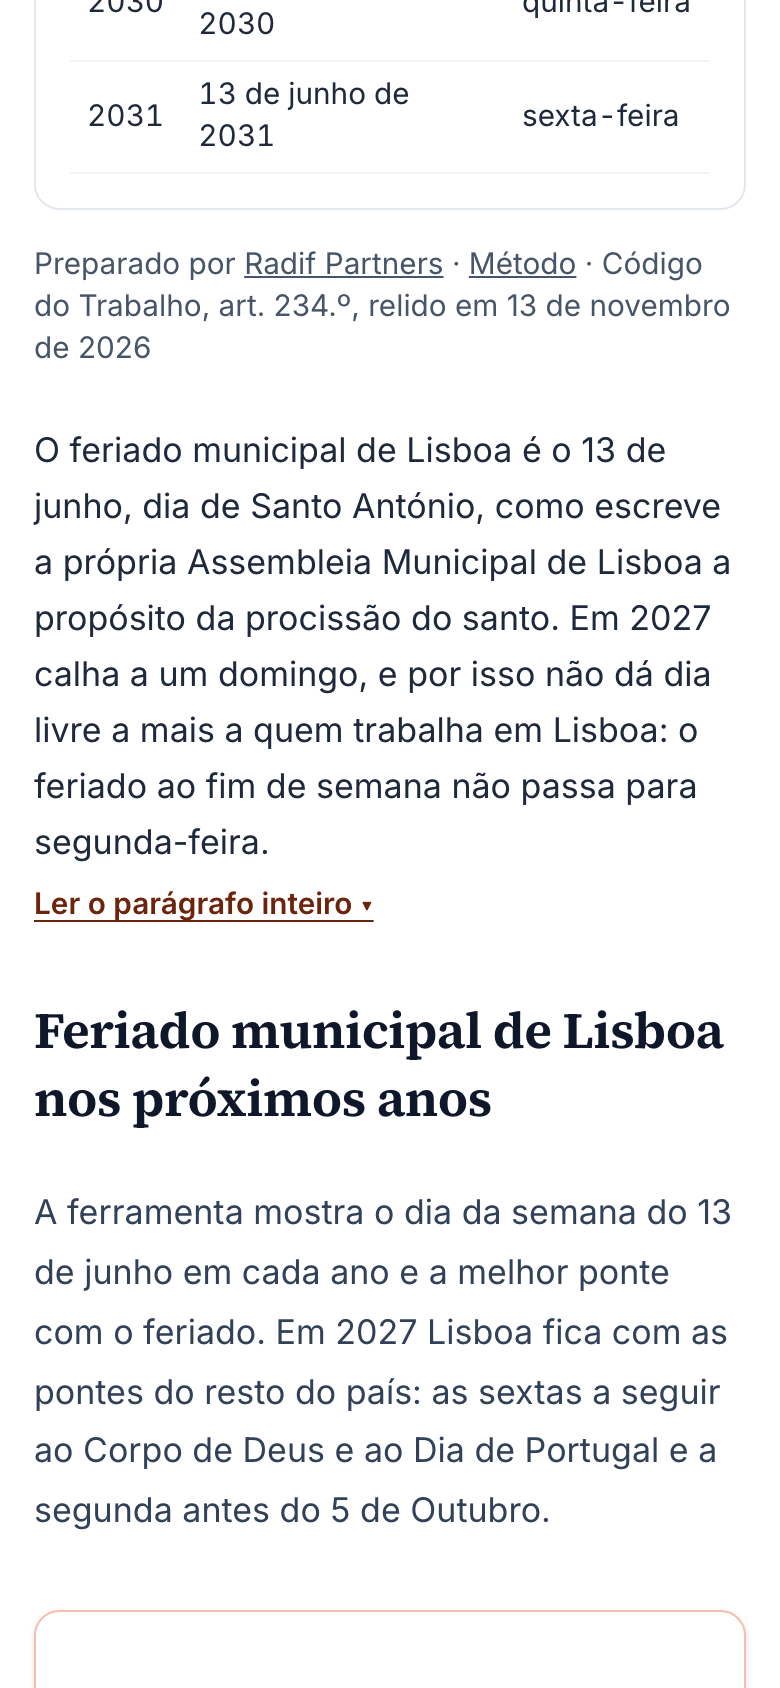 2030
2030
quinta-feira
2031
13 de junho de
2031
sexta-feira
Preparado por Radif Partners · Método · Código
do Trabalho, art. 234.º, relido em 13 de novembro
de 2026
O feriado municipal de Lisboa é o 13 de
junho, dia de Santo António, como escreve
a própria Assembleia Municipal de Lisboa a
propósito da procissão do santo. Em 2027
calha a um domingo, e por isso não dá dia
livre a mais a quem trabalha em Lisboa: o
feriado ao fim de semana não passa para
segunda-feira.
Ler o parágrafo inteiro ▾
Feriado municipal de Lisboa
nos próximos anos
A ferramenta mostra o dia da semana do 13
de junho em cada ano e a melhor ponte
com o feriado. Em 2027 Lisboa fica com as
pontes do resto do país: as sextas a seguir
ao Corpo de Deus e ao Dia de Portugal e a
segunda antes do 5 de Outubro.